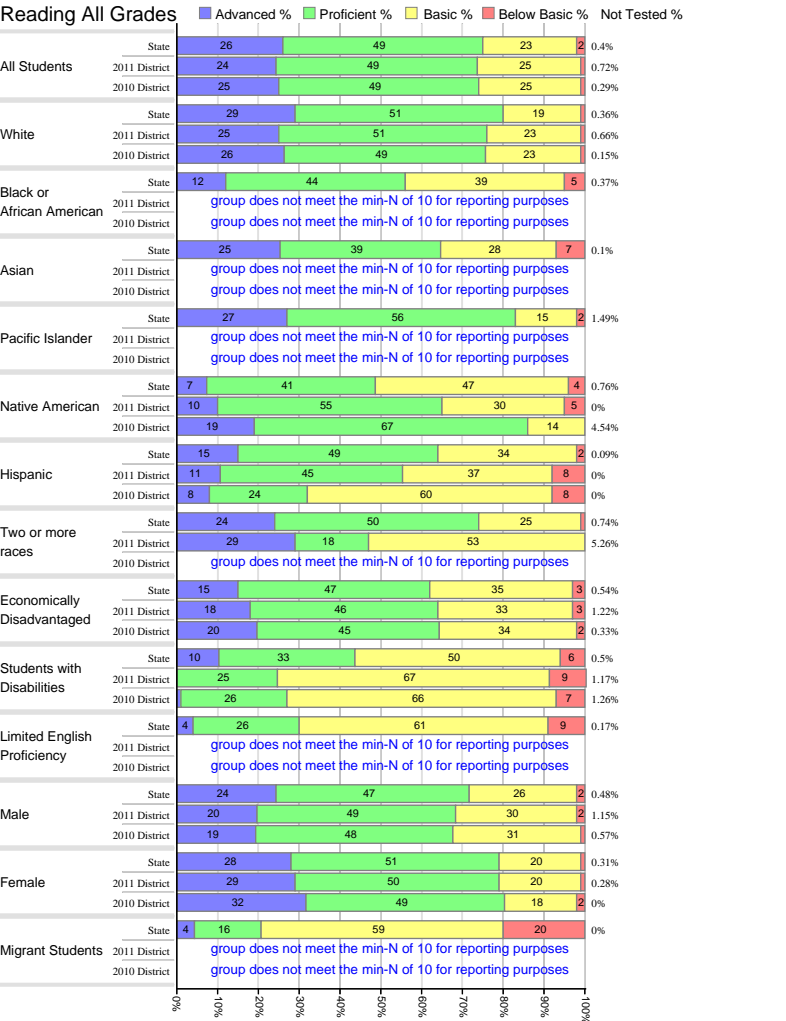 Reading All Grades Advanced % Proficient % Basic % Below Basic % Not Tested %
All Students
State 26 49 23 2 0.4%
2011 District 24 49 25 0.72%
2010 District 25 49 25 0.29%
White
State 29 51 19 0.36%
2011 District 25 51 23 0.66%
2010 District 26 49 23 0.15%
Black or
African American
State 12 44 39 5 0.37%
2011 District group does not meet the min-N of 10 for reporting purposes
2010 District group does not meet the min-N of 10 for reporting purposes
Asian
State 25 39 28 7 0.1%
2011 District group does not meet the min-N of 10 for reporting purposes
2010 District group does not meet the min-N of 10 for reporting purposes
Pacific Islander
State 27 56 15 2 1.49%
2011 District group does not meet the min-N of 10 for reporting purposes
2010 District group does not meet the min-N of 10 for reporting purposes
Native American
State 7 41 47 4 0.76%
2011 District 10 55 30 5 0%
2010 District 19 67 14 4.54%
Hispanic
State 15 49 34 2 0.09%
2011 District 11 45 37 8 0%
2010 District 8 24 60 8 0%
Two or more
races
State 24 50 25 0.74%
2011 District 29 18 53 5.26%
2010 District group does not meet the min-N of 10 for reporting purposes
Economically
Disadvantaged
State 15 47 35 3 0.54%
2011 District 18 46 33 3 1.22%
2010 District 20 45 34 2 0.33%
Students with
Disabilities
State 10 33 50 6 0.5%
2011 District 25 67 9 1.17%
2010 District 26 66 7 1.26%
Limited English
Proficiency
State 4 26 61 9 0.17%
2011 District group does not meet the min-N of 10 for reporting purposes
2010 District group does not meet the min-N of 10 for reporting purposes
Male
State 24 47 26 2 0.48%
2011 District 20 49 30 2 1.15%
2010 District 19 48 31 0.57%
Female
State 28 51 20 0.31%
2011 District 29 50 20 0.28%
2010 District 32 49 18 2 0%
Migrant Students
State 4 16 59 20 0%
2011 District group does not meet the min-N of 10 for reporting purposes
2010 District group does not meet the min-N of 10 for reporting purposes
0% 10% 20% 30% 40% 50% 60% 70% 80% 90% 100%